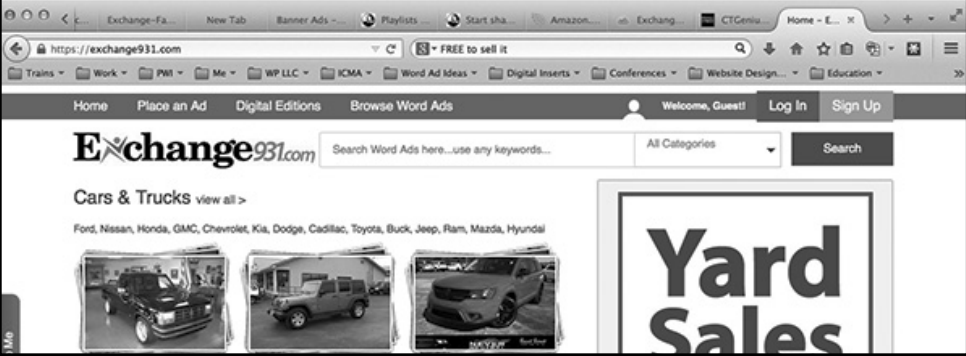 c... Exchange-Fa... New Tab Banner Ads -... Playlists ... Start sha... Amazon.... Exchang... CTGeniu... Home - E...
https://exchange931.com FREE to sell it
Trains Work PWI Me WP LLC ICMA Word Ad Ideas Digital Inserts Conferences Website Design... Education
Home Place an Ad Digital Editions Browse Word Ads Welcome, Guest! Log In Sign Up
Exchange931.com Search Word Ads here...use any keywords... All Categories Search
Cars & Trucks view all >
Ford, Nissan, Honda, GMC, Chevrolet, Kia, Dodge, Cadillac, Toyota, Buck, Jeep, Ram, Mazda, Hyundai
Yard
Sales
Me